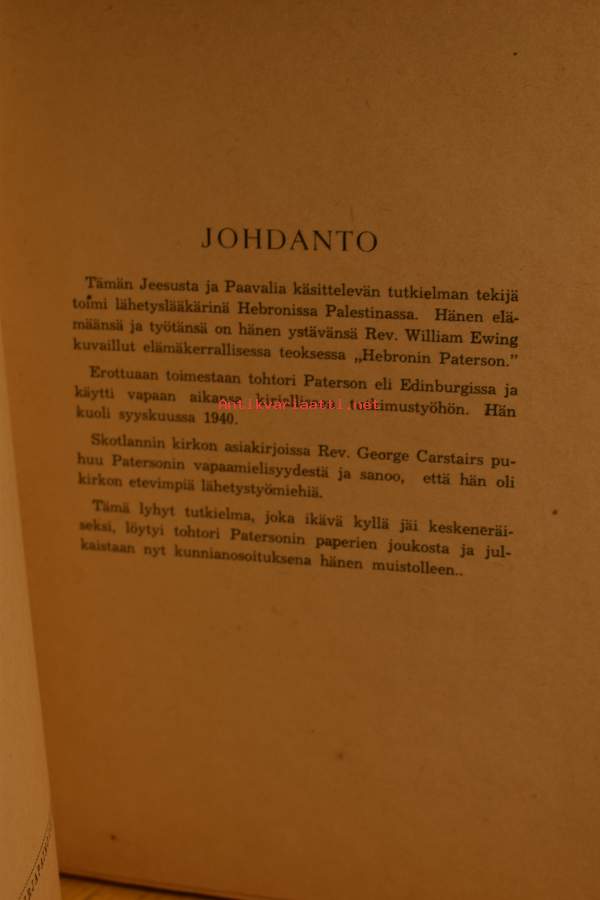 JOHDANTO
Tämän Jeesusta ja Paavalia käsittelevän tutkielman tekijä
toimi lähetyslääkärinä Hebronissa Palestinassa. Hänen elä-
määnsä ja työtänsä on hänen ystävänsä Rev. William Ewing
kuvaillut elämäkerrallisessa teoksessa „Hebronin Paterson.”
Erottuaan toimestaan tohtori Paterson eli Edinburgissa ja
käytti vapaan aikansa kirjalliseen tutkimustyöhön. Hän
Antikvariaatti.net
kuoli syyskuussa 1940.
Skotlannin kirkon asiakirjoissa Rev. George Carstairs pu-
huu Patersonin vapaamielisyydestä ja sanoo, että hän oli
kirkon etevimpiä lähetystyömiehiä.
Tämä lyhyt tutkielma, joka ikävä kyllä jäi keskeneräi-
seksi, löytyi tohtori Patersonin paperien joukosta ja jul-
kaistaan nyt kunnianosoituksena hänen muistolleen..